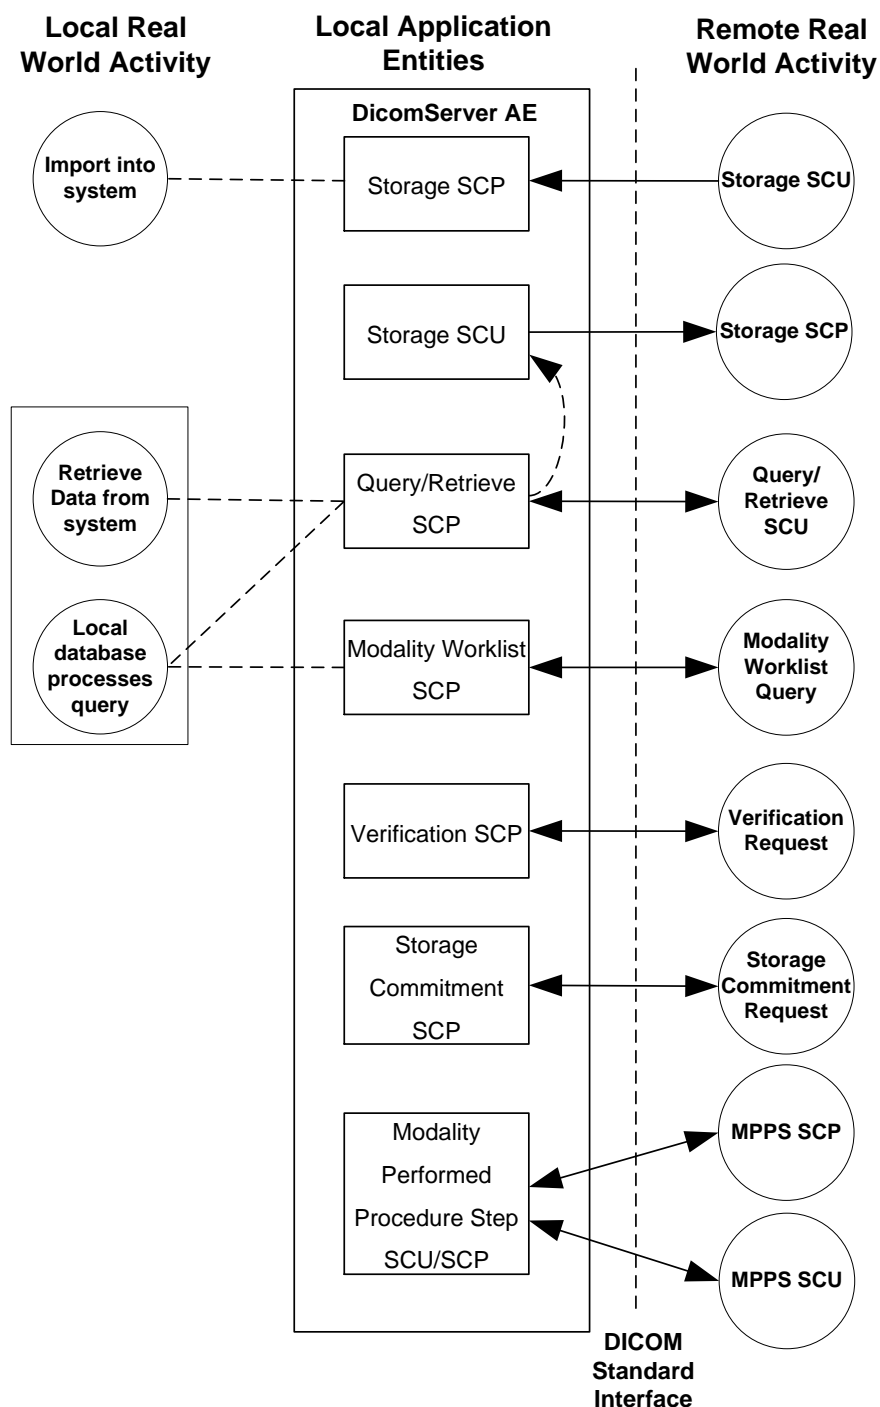 Local Real
World Activity
Local Application
Entities
Remote Real
World Activity
DicomServer AE
Import into
system
Storage SCP
Storage SCU
Storage SCU
Storage SCP
Retrieve
Data from
system
Query/Retrieve
SCP
Query/
Retrieve
SCU
Local
database
processes
query
Modality Worklist
SCP
Modality
Worklist
Query
Verification SCP
Verification
Request
Storage
Commitment
SCP
Storage
Commitment
Request
Modality
Performed
Procedure Step
SCU/SCP
MPPS SCP
MPPS SCU
DICOM
Standard
Interface